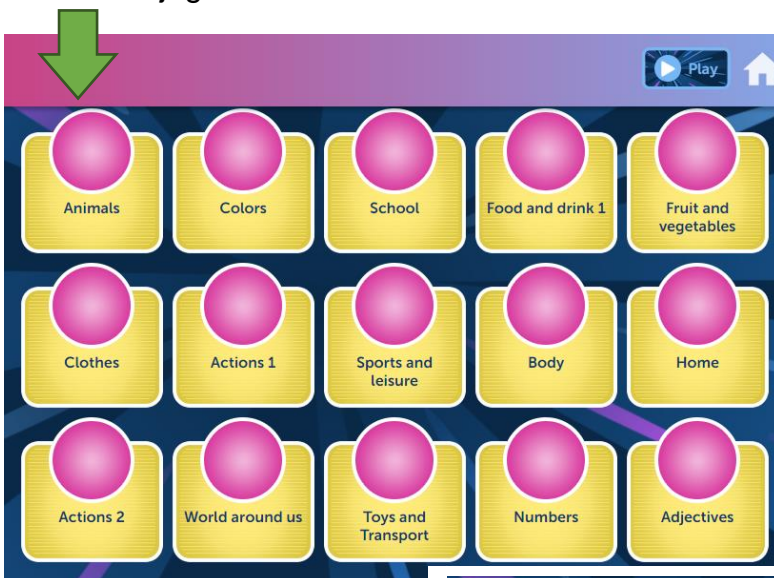 Play
Animals
Colors
School
Food and drink 1
Fruit and
vegetables
Clothes
Actions 1
Sports and
leisure
Body
Home
Actions 2
World around us
Toys and
Transport
Numbers
Adjectives